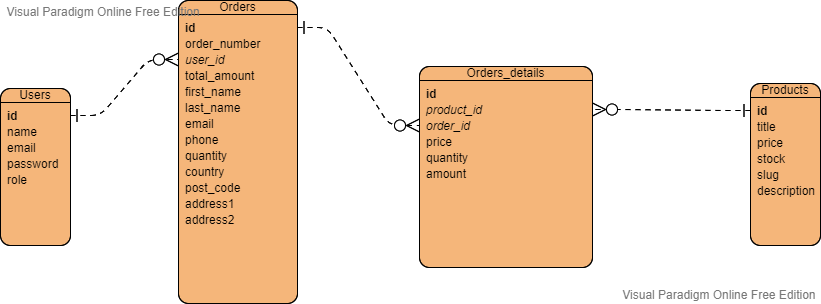 Visual Paradigm Online Free Edition
Users
id
name
email
password
role
Orders
id
order_number
user_id
total_amount
first_name
last_name
email
phone
quantity
country
post_code
address1
address2
Orders_details
id
product_id
order_id
price
quantity
amount
Products
id
title
price
stock
slug
description
Visual Paradigm Online Free Edition